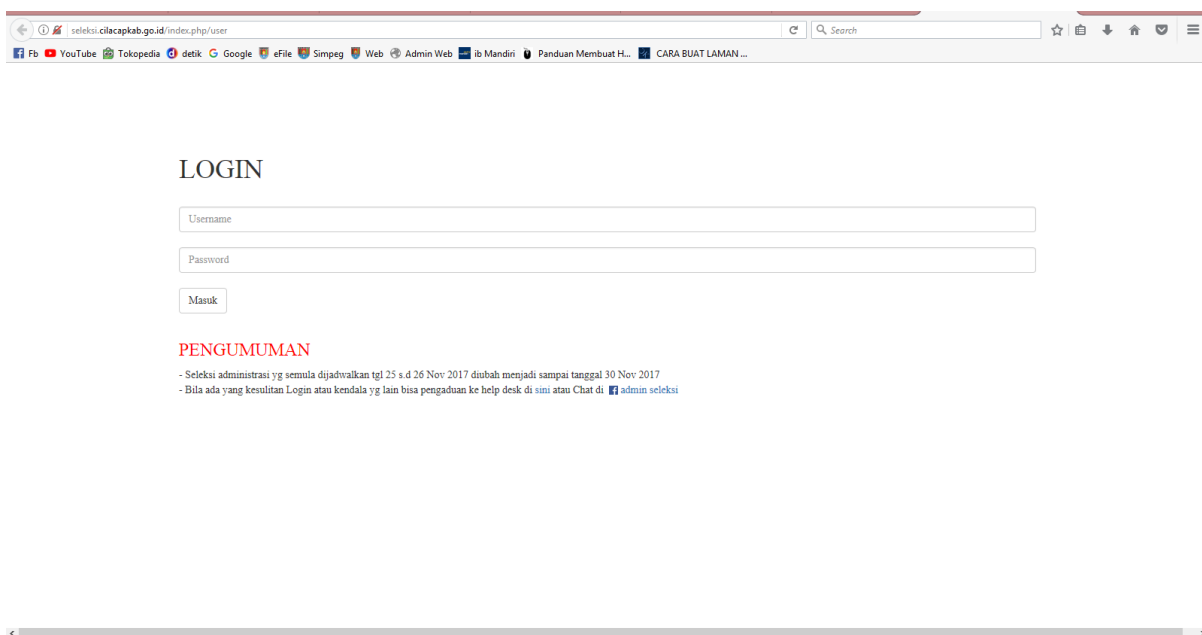 seleksi.cilacapkab.go.id/index.php/user
Search
Fb YouTube Tokopedia detik Google eFile Simpeg Web Admin Web ib Mandiri Panduan Membuat H... CARA BUAT LAMAN ...
LOGIN
Username
Password
Masuk
PENGUMUMAN
- Seleksi administrasi yg semula dijadwalkan tgl 25 s.d 26 Nov 2017 diubah menjadi sampai tanggal 30 Nov 2017
- Bila ada yang kesulitan Login atau kendala yg lain bisa pengaduan ke help desk di sini atau Chat di admin seleksi